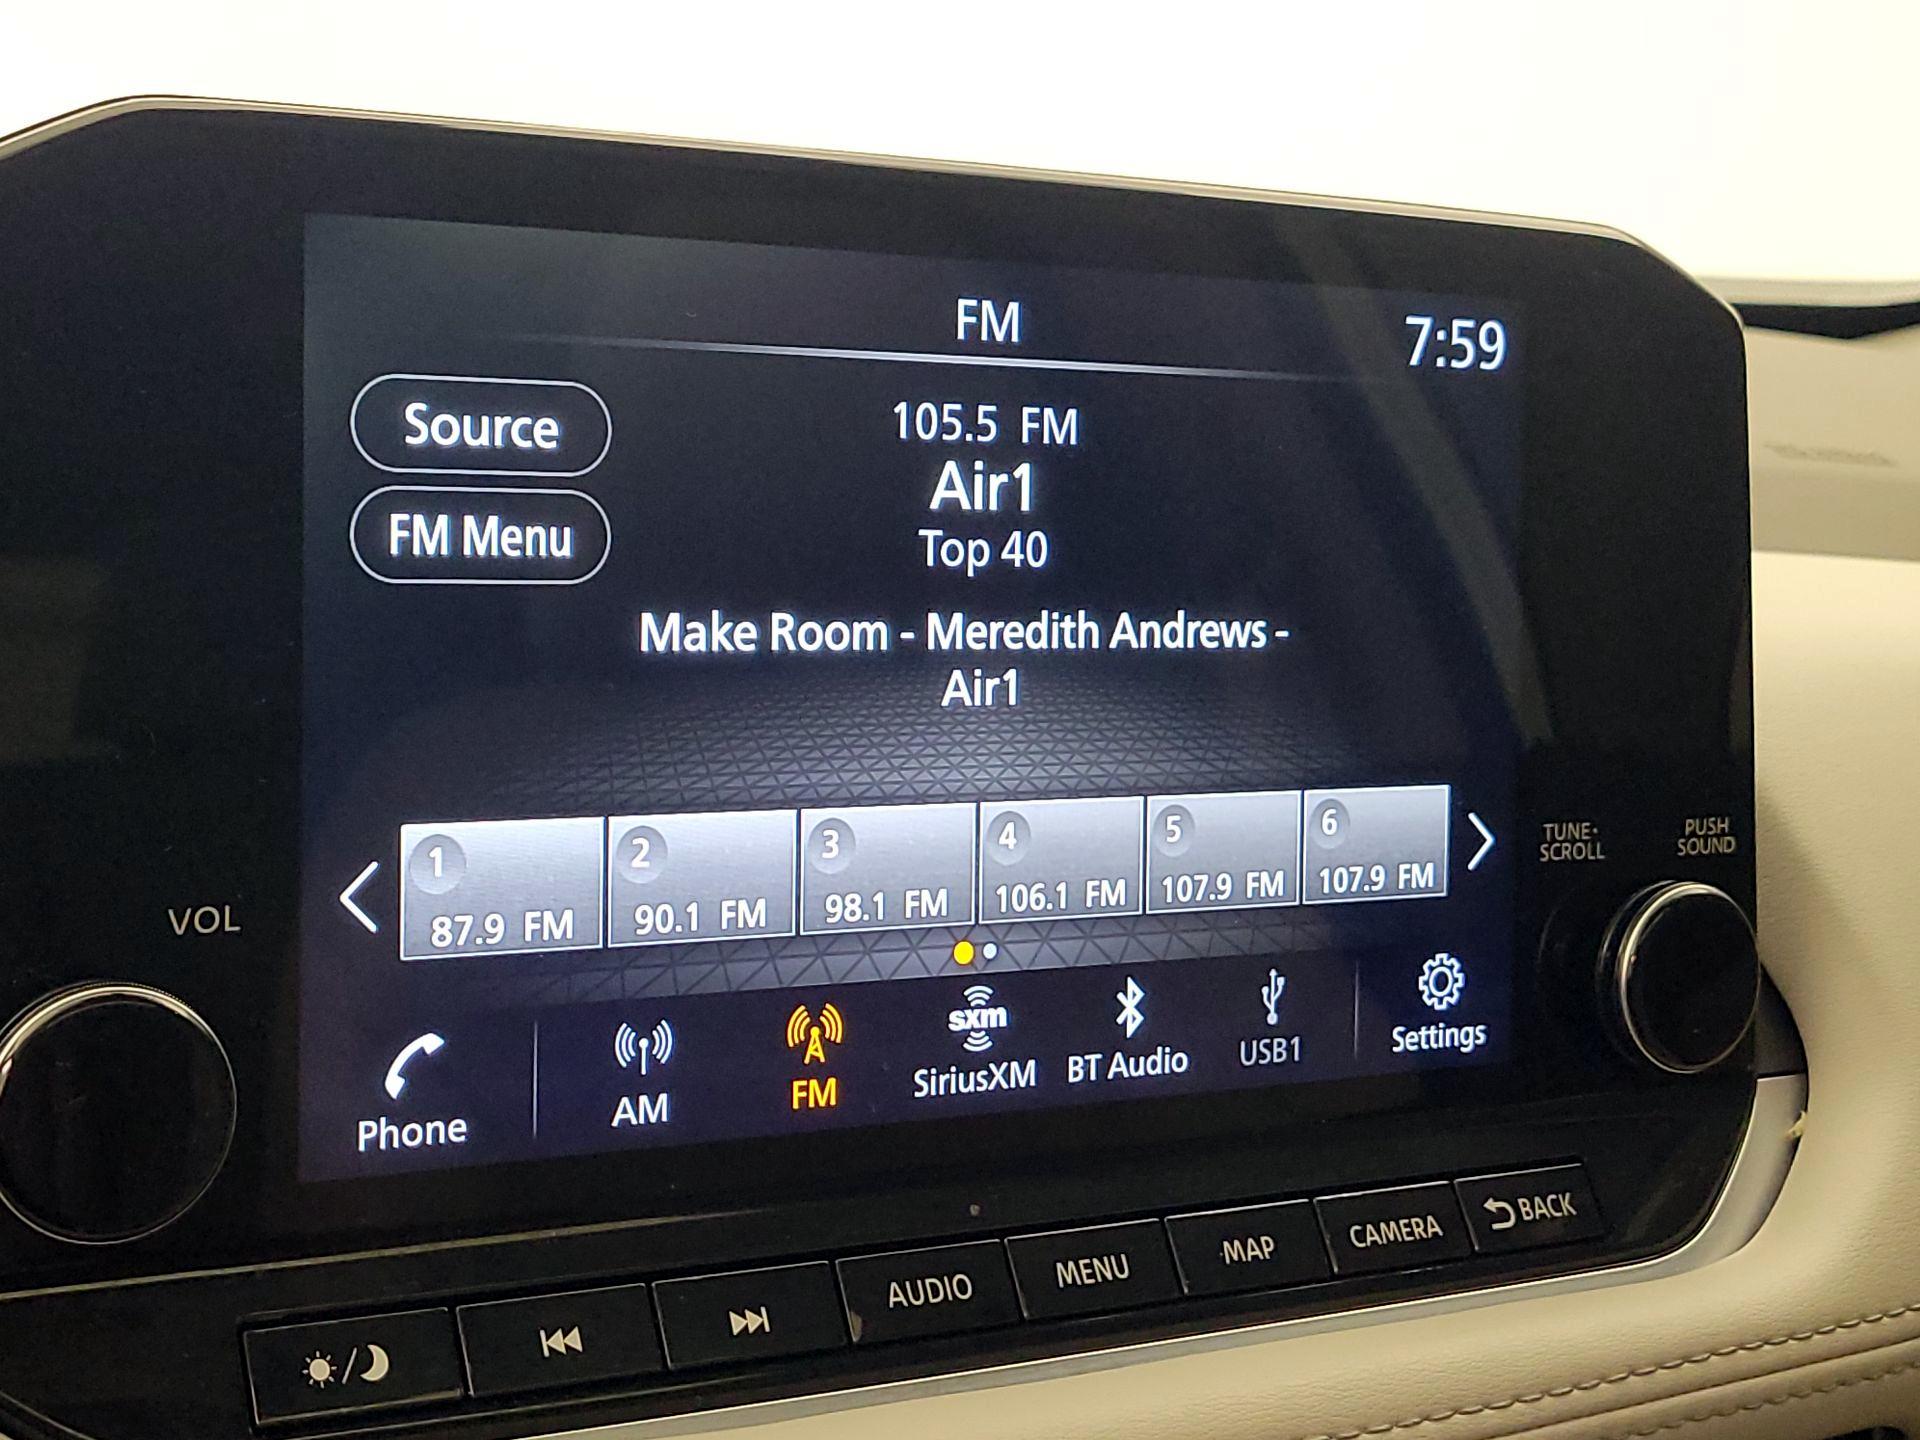 FM
7:59
Source
105.5 FM
Air1
FM Menu
Top 40
Make Room - Meredith Andrews -
Air1
1
2
3
4
5
6
87.9 FM
90.1 FM
98.1 FM
106.1 FM
107.9 FM
107.9 FM
TUNE·
SCROLL
PUSH
SOUND
VOL
Phone
AM
FM
sxm
SiriusXM
BT Audio
USB1
Settings
AUDIO
MENU
MAP
CAMERA
BACK